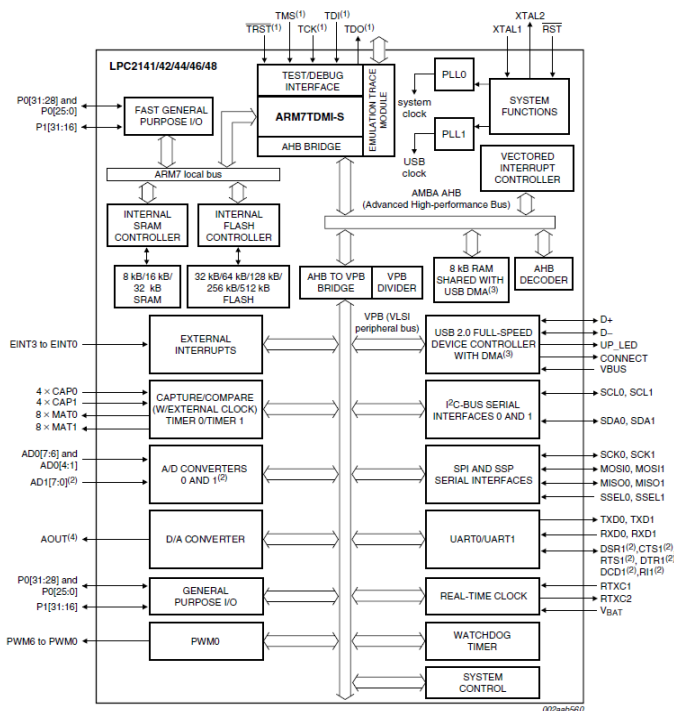 TMS(1) TDI(1) XTAL2
TRST(1) TCK(1) TDO(1) XTAL1 RST
LPC2141/42/44/46/48
TEST/DEBUG
INTERFACE
EMULATION TRACE
MODULE
ARM7TDMI-S
AHB BRIDGE
PLL0
system
clock
PLL1
USB
clock
SYSTEM
FUNCTIONS
VECTORED
INTERRUPT
CONTROLLER
P0[31:28] and
P0[25:0]
P1[31:16]
FAST GENERAL
PURPOSE I/O
ARM7 local bus
AMBA AHB
(Advanced High-performance Bus)
INTERNAL
SRAM
CONTROLLER
INTERNAL
FLASH
CONTROLLER
8 kB/16 kB/
32 kB
SRAM
32 kB/64 kB/128 kB/
256 kB/512 kB
FLASH
AHB TO VPB
BRIDGE
VPB
DIVIDER
8 kB RAM
SHARED WITH
USB DMA(3)
AHB
DECODER
VPB (VLSI
peripheral bus)
EINT3 to EINT0
EXTERNAL
INTERRUPTS
USB 2.0 FULL-SPEED
DEVICE CONTROLLER
WITH DMA(3)
D+
D−
UP_LED
CONNECT
VBUS
4 × CAP0
4 × CAP1
8 × MAT0
8 × MAT1
CAPTURE/COMPARE
(W/EXTERNAL CLOCK)
TIMER 0/TIMER 1
I2C-BUS SERIAL
INTERFACES 0 AND 1
SCL0, SCL1
SDA0, SDA1
AD0[7:6] and
AD0[4:1]
AD1[7:0](2)
A/D CONVERTERS
0 AND 1(2)
SPI AND SSP
SERIAL INTERFACES
SCK0, SCK1
MOSI0, MOSI1
MISO0, MISO1
SSEL0, SSEL1
AOUT(4)
D/A CONVERTER
UART0/UART1
TXD0, TXD1
RXD0, RXD1
DSR1(2),CTS1(2)
RTS1(2), DTR1(2)
DCD1(2),RI1(2)
P0[31:28] and
P0[25:0]
P1[31:16]
GENERAL
PURPOSE I/O
REAL-TIME CLOCK
RTXC1
RTXC2
VBAT
PWM6 to PWM0
PWM0
WATCHDOG
TIMER
SYSTEM
CONTROL
002aab560